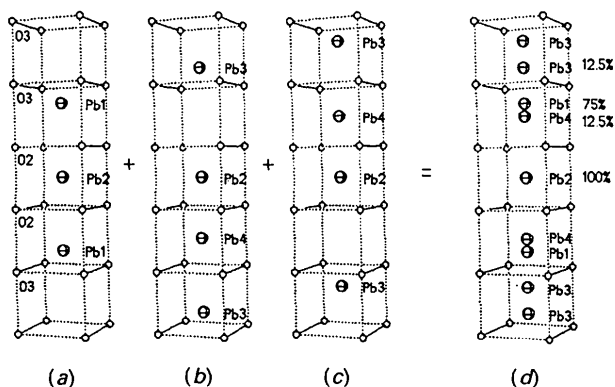 O3
O3
Pb1
O2
Pb2
O2
Pb1
O3
(a)
+
Pb3
Pb2
Pb4
Pb3
(b)
+
Pb3
Pb4
Pb2
Pb3
(c)
=
Pb3
Pb3 12.5%
Pb1 75%
Pb4 12.5%
Pb2 100%
Pb4
Pb1
Pb3
Pb3
(d)